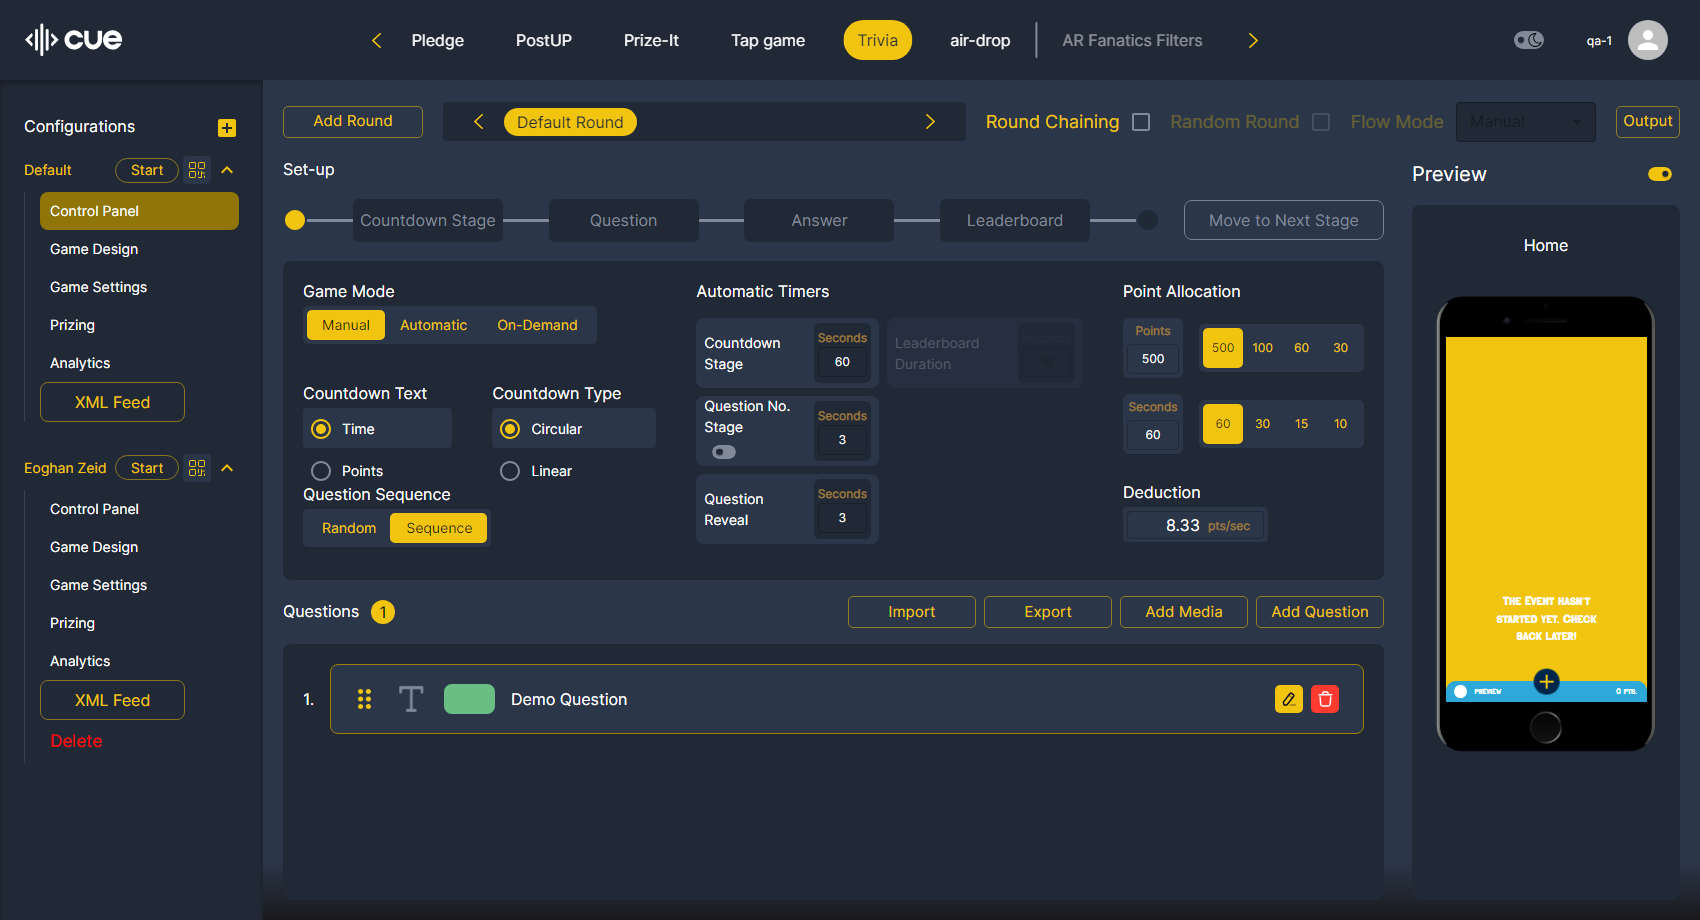 cue
Pledge
PostUP
Prize-It
Tap game
Trivia
air-drop
AR Fanatics Filters
qa-1
Configurations
Default
Start
Control Panel
Game Design
Game Settings
Prizing
Analytics
XML Feed
Eoghan Zeid
Start
Control Panel
Game Design
Game Settings
Prizing
Analytics
XML Feed
Delete
Add Round
Default Round
Round Chaining
Random Round
Flow Mode
Manual
Output
Set-up
Countdown Stage
Question
Answer
Leaderboard
Move to Next Stage
Game Mode
Manual
Automatic
On-Demand
Countdown Text
Time
Points
Countdown Type
Circular
Linear
Question Sequence
Random
Sequence
Automatic Timers
Countdown
Stage
Seconds
60
Leaderboard
Duration
Seconds
10
Question No.
Stage
Seconds
3
Question
Reveal
Seconds
3
Point Allocation
Points
500
500
100
60
30
Seconds
60
60
30
15
10
Deduction
8.33 pts/sec
Questions 1
Import
Export
Add Media
Add Question
1.
T
Demo Question
Preview
Home
The Event hasn't
started yet. Check
back later!
PREVIEW
0 PTS.